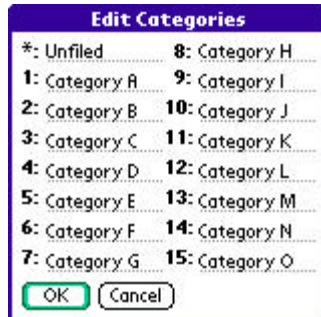 Edit Categories
*: Unfiled
1: Category A
2: Category B
3: Category C
4: Category D
5: Category E
6: Category F
7: Category G
8: Category H
9: Category I
10: Category J
11: Category K
12: Category L
13: Category M
14: Category N
15: Category O
OK Cancel